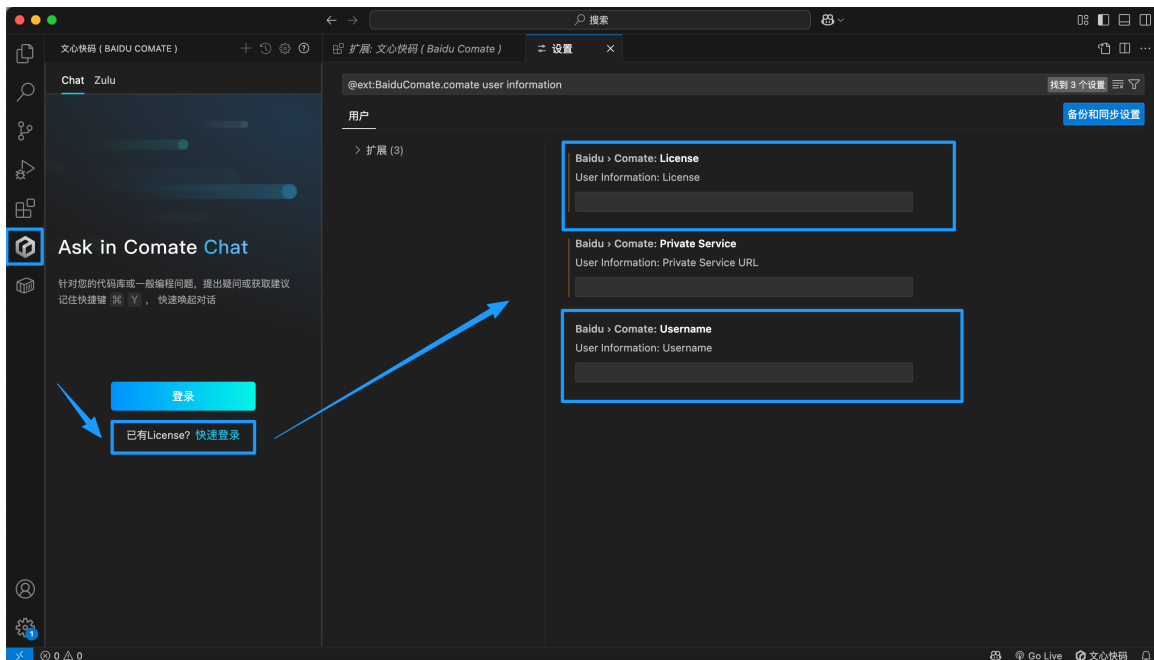 搜索
文心快码 ( BAIDU COMATE )
扩展: 文心快码 ( Baidu Comate )
设置
Chat Zulu
@ext:BaiduComate.comate user information
找到 3 个设置
用户
备份和同步设置
扩展 (3)
Baidu › Comate: License
User Information: License
Baidu › Comate: Private Service
User Information: Private Service URL
Baidu › Comate: Username
User Information: Username
Ask in Comate Chat
针对您的代码库或一般编程问题，提出疑问或获取建议
记住快捷键 ⌘ Y ， 快速唤起对话
登录
已有License? 快速登录
1
0 0
Go Live 文心快码